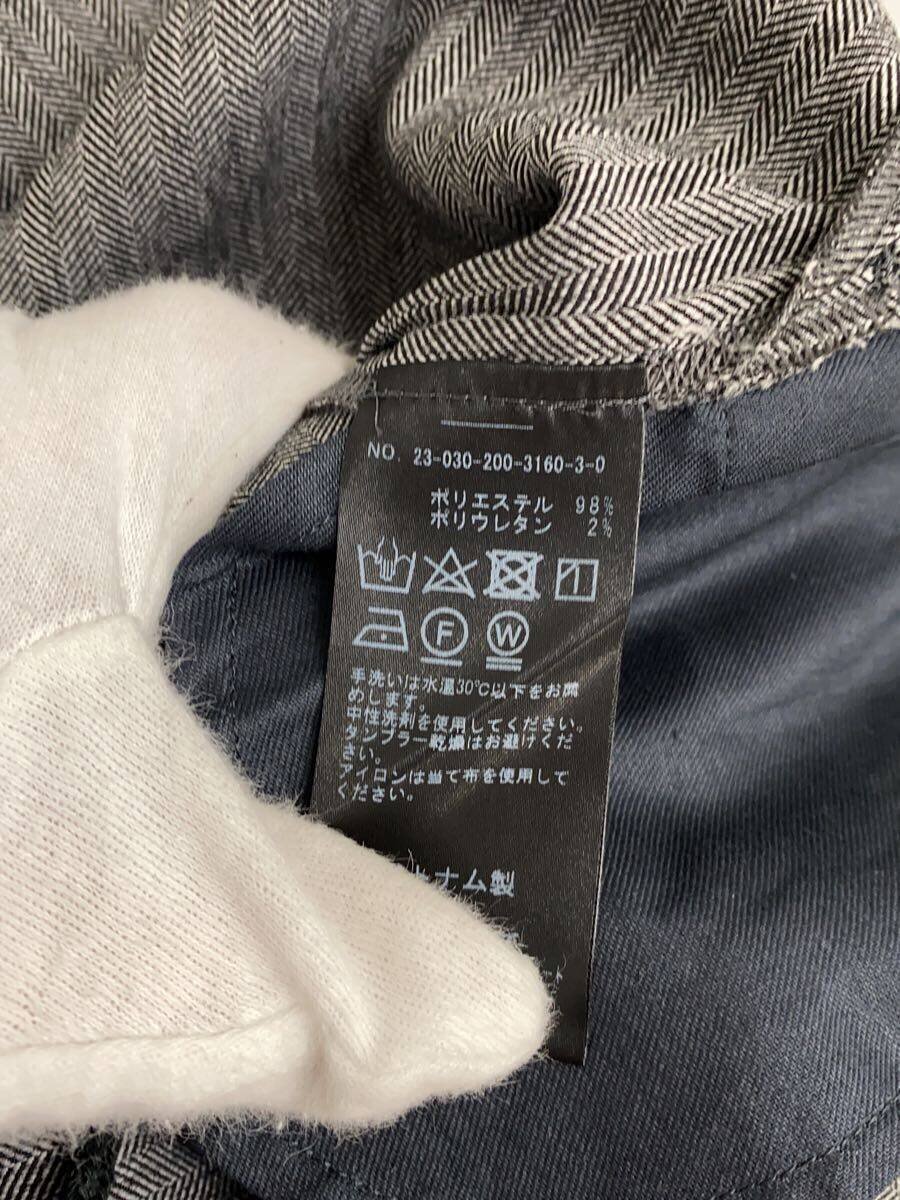 NO. 23-030-200-3160-3-0
ポリエステル 98%
ポリウレタン 2%
F W
手洗いは水温30℃以下をお薦
めします。
中性洗剤を使用してください。
タンブラー乾燥はお避けくだ
さい。
アイロンは当て布を使用して
ください。
トナム製